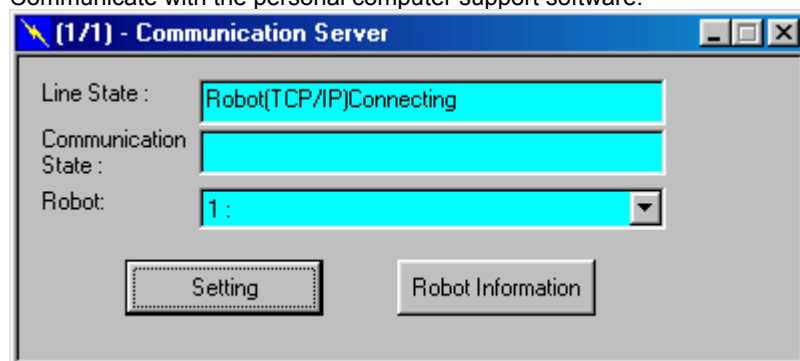 Communicate with the personal computer support software.
(1/1) - Communication Server
Line State :
Robot(TCP/IP)Connecting
Communication
State :
Robot:
1 :
Setting
Robot Information